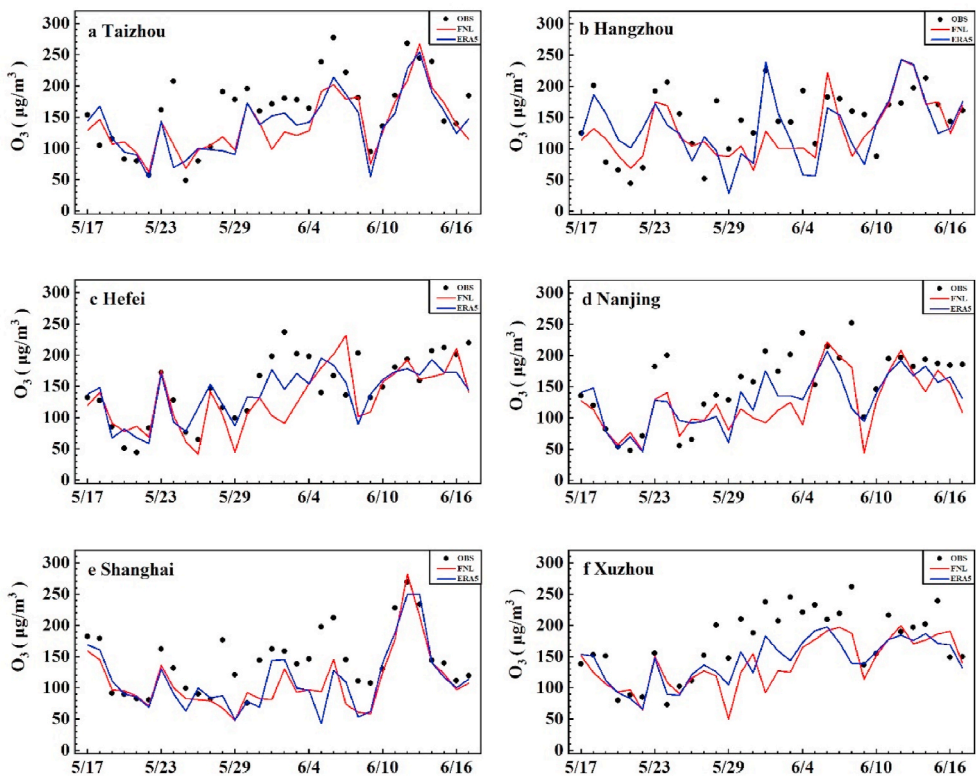 a Taizhou
OBS
FNL
ERA5
O₃ ( μg/m³ )
300
250
200
150
100
50
0
5/17 5/23 5/29 6/4 6/10 6/16
b Hangzhou
OBS
FNL
ERA5
O₃ ( μg/m³ )
300
250
200
150
100
50
0
5/17 5/23 5/29 6/4 6/10 6/16
c Hefei
OBS
FNL
ERA5
O₃ ( μg/m³ )
300
250
200
150
100
50
0
5/17 5/23 5/29 6/4 6/10 6/16
d Nanjing
OBS
FNL
ERA5
O₃ ( μg/m³ )
300
250
200
150
100
50
0
5/17 5/23 5/29 6/4 6/10 6/16
e Shanghai
OBS
FNL
ERA5
O₃ ( μg/m³ )
300
250
200
150
100
50
0
5/17 5/23 5/29 6/4 6/10 6/16
f Xuzhou
OBS
FNL
ERA5
O₃ ( μg/m³ )
300
250
200
150
100
50
0
5/17 5/23 5/29 6/4 6/10 6/16